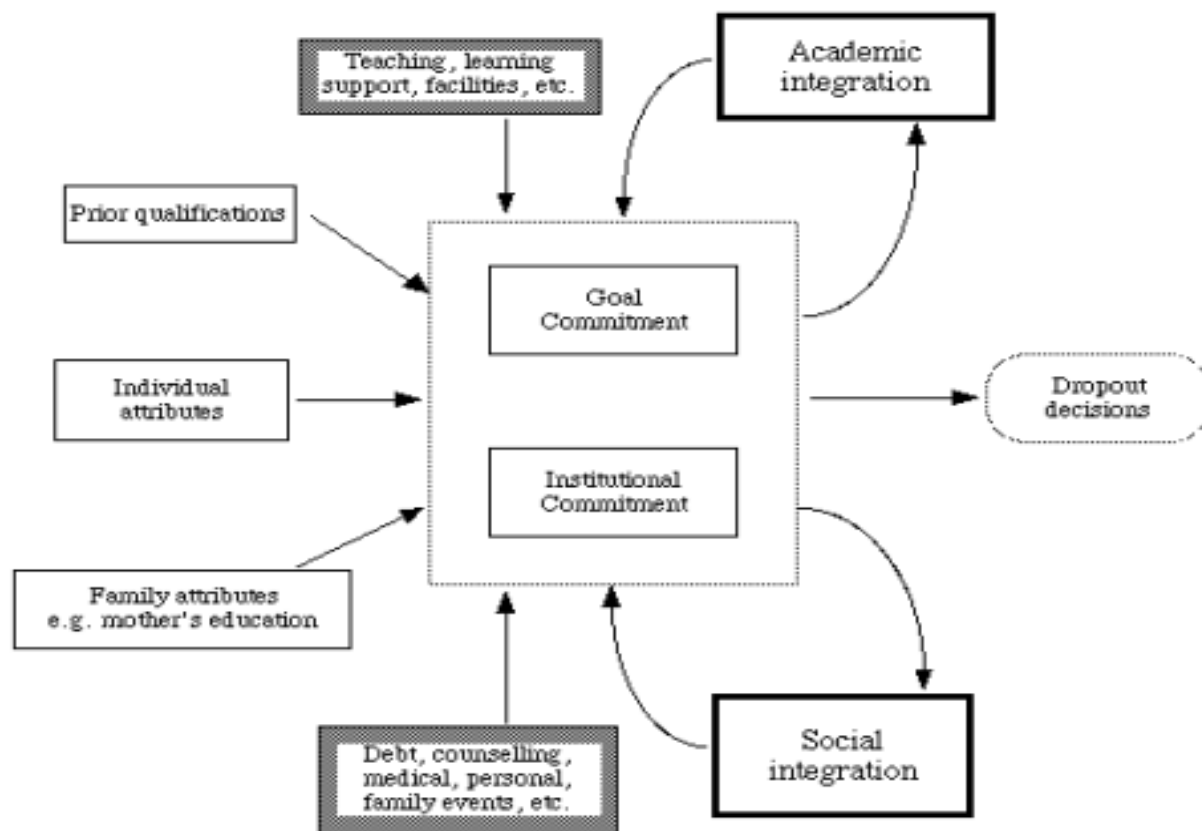 Teaching, learning
support, facilities, etc.
Academic
integration
Prior qualifications
Goal
Commitment
Individual
attributes
Dropout
decisions
Institutional
Commitment
Family attributes
e.g. mother's education
Debt, counselling,
medical, personal,
family events, etc.
Social
integration